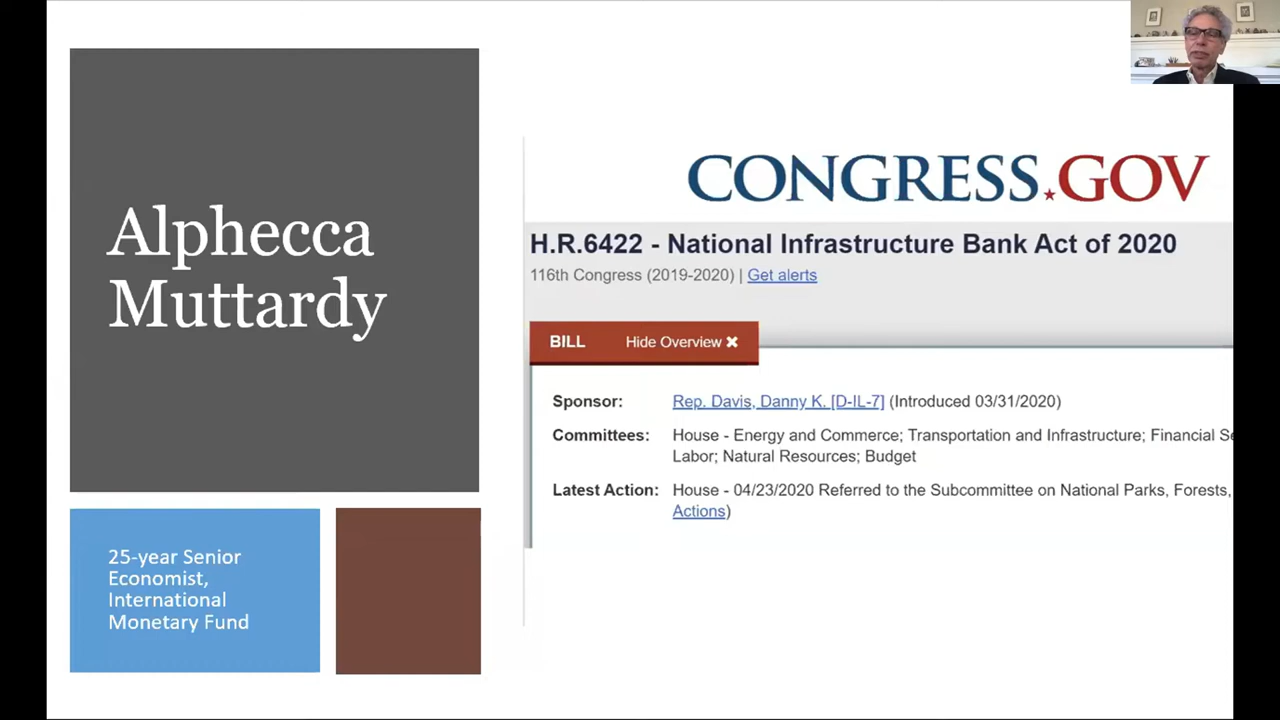 Alphecca
Muttardy
25-year Senior
Economist,
International
Monetary Fund
CONGRESS.GOV
H.R.6422 - National Infrastructure Bank Act of 2020
116th Congress (2019-2020) | Get alerts
BILL Hide Overview ✖
Sponsor: Rep. Davis, Danny K. [D-IL-7] (Introduced 03/31/2020)
Committees: House - Energy and Commerce; Transportation and Infrastructure; Financial Se
Labor; Natural Resources; Budget
Latest Action: House - 04/23/2020 Referred to the Subcommittee on National Parks, Forests,
Actions)